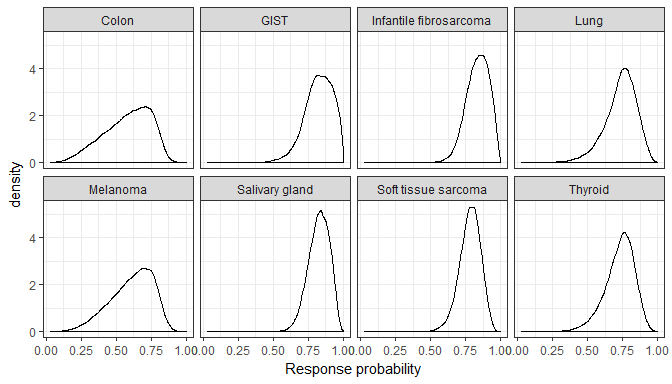 Colon GIST Infantile fibrosarcoma Lung
4
2
0
Melanoma Salivary gland Soft tissue sarcoma Thyroid
4
2
0
density
0.00 0.25 0.50 0.75 1.00 0.00 0.25 0.50 0.75 1.00 0.00 0.25 0.50 0.75 1.00 0.00 0.25 0.50 0.75 1.00
Response probability